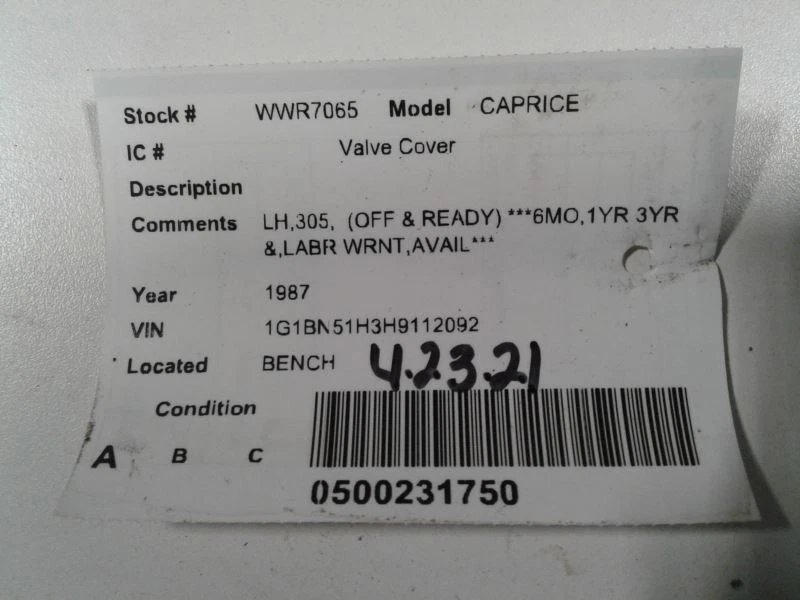 Stock # WWR7065 Model CAPRICE
IC # Valve Cover
Description
Comments LH,305, (OFF & READY) ***6MO,1YR 3YR
&,LABR WRNT,AVAIL***
Year 1987
VIN 1G1BN51H3H9112092
Located BENCH 4.23.21
Condition
A B C
0500231750